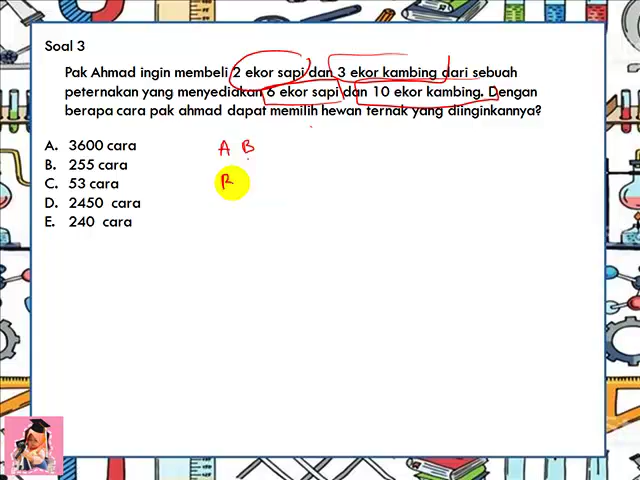 Soal 3
Pak Ahmad ingin membeli 2 ekor sapi dan 3 ekor kambing dari sebuah
peternakan yang menyediakan 6 ekor sapi dan 10 ekor kambing. Dengan
berapa cara pak ahmad dapat memilih hewan ternak yang diinginkannya?
A. 3600 cara
B. 255 cara
C. 53 cara
D. 2450 cara
E. 240 cara
A B